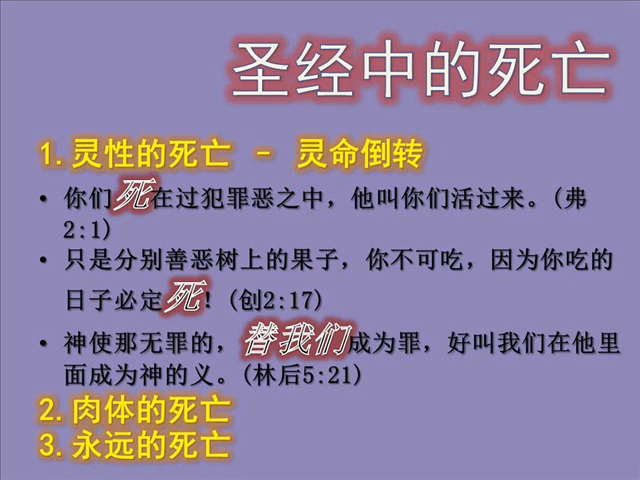 圣经中的死亡
1.灵性的死亡 - 灵命倒转
• 你们死在过犯罪恶之中，他叫你们活过来。(弗
2:1)
• 只是分别善恶树上的果子，你不可吃，因为你吃的
日子必定死！(创2:17)
• 神使那无罪的，替我们成为罪，好叫我们在他里
面成为神的义。(林后5:21)
2.肉体的死亡
3.永远的死亡